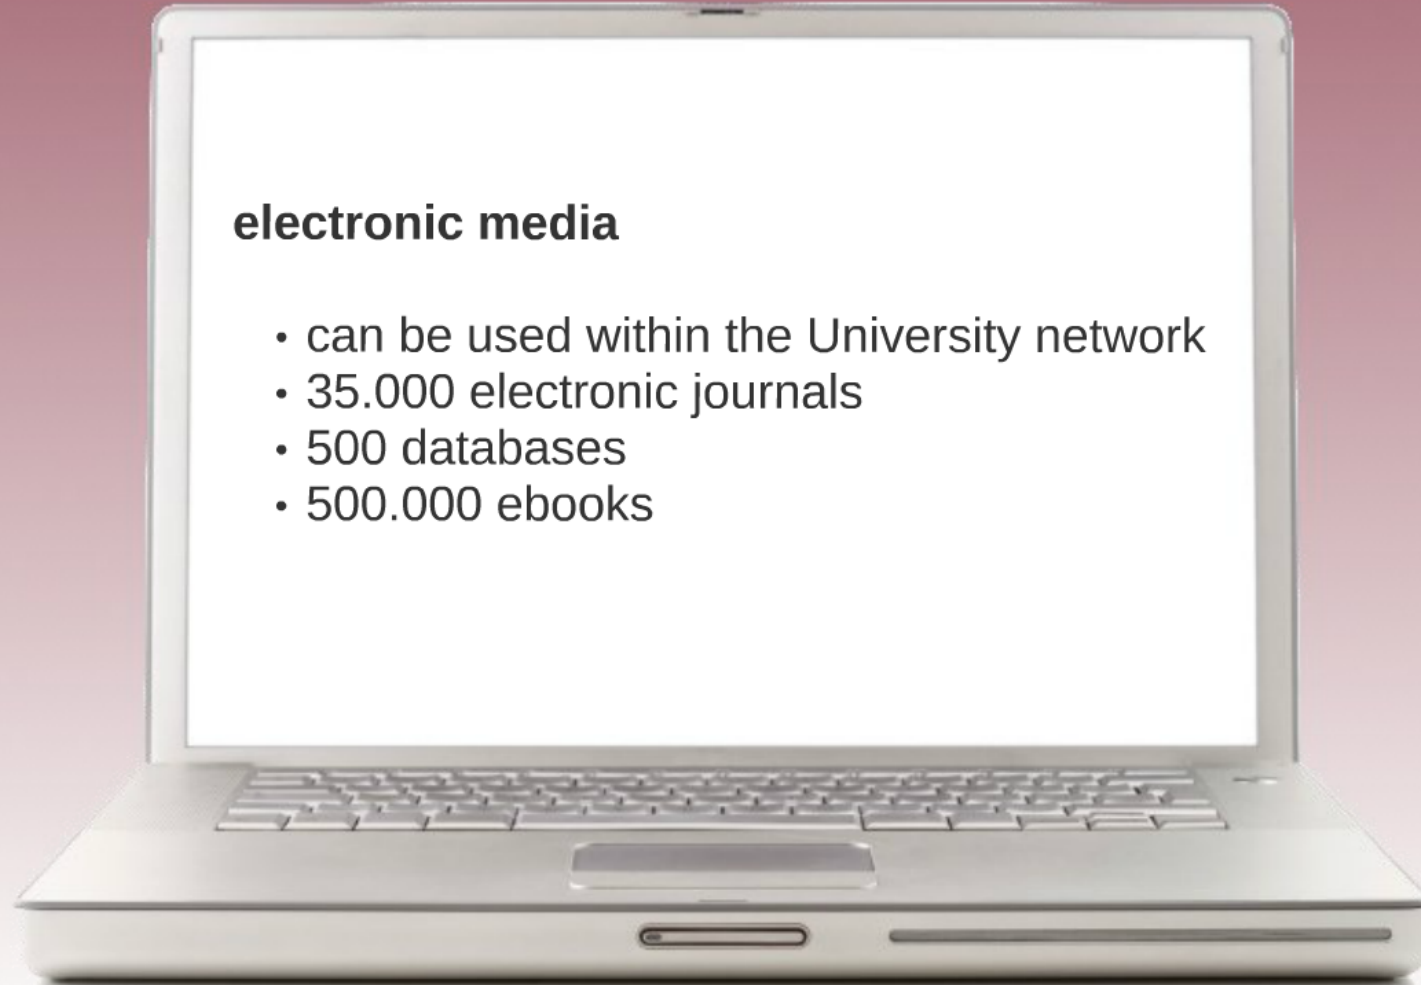 electronic media
• can be used within the University network
• 35.000 electronic journals
• 500 databases
• 500.000 ebooks